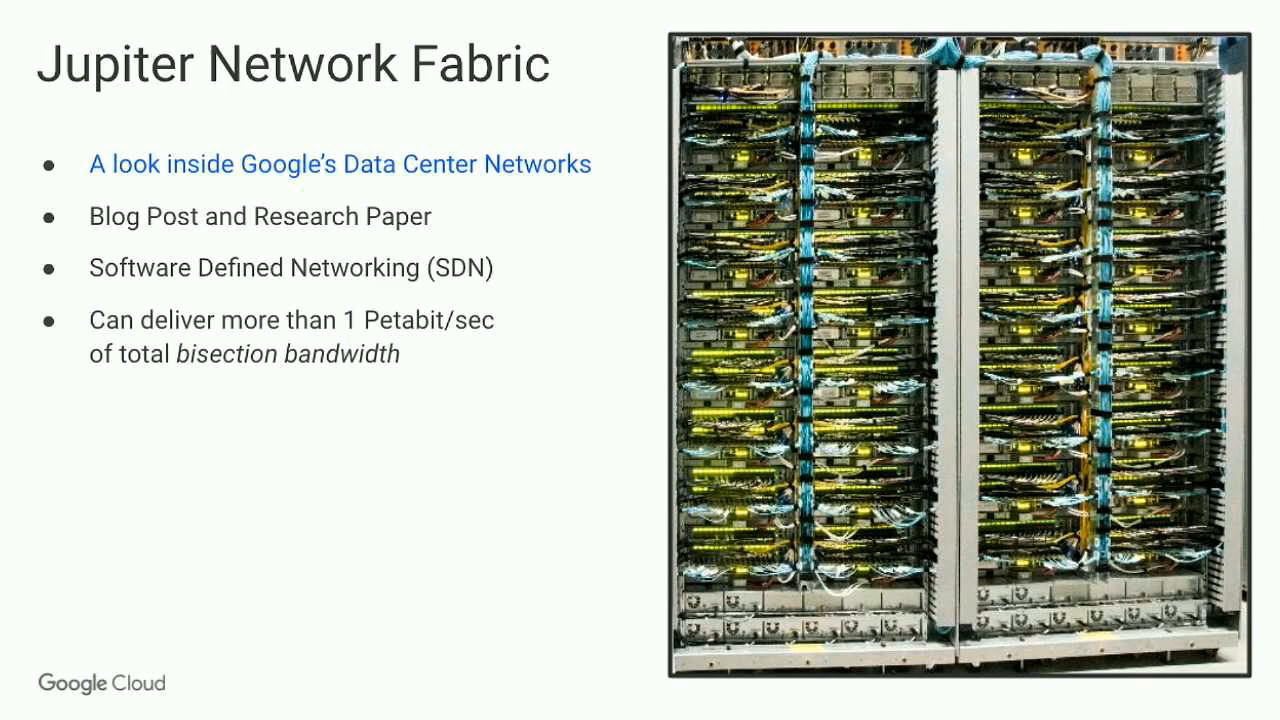 Jupiter Network Fabric
● A look inside Google’s Data Center Networks
● Blog Post and Research Paper
● Software Defined Networking (SDN)
● Can deliver more than 1 Petabit/sec
of total bisection bandwidth
Google Cloud